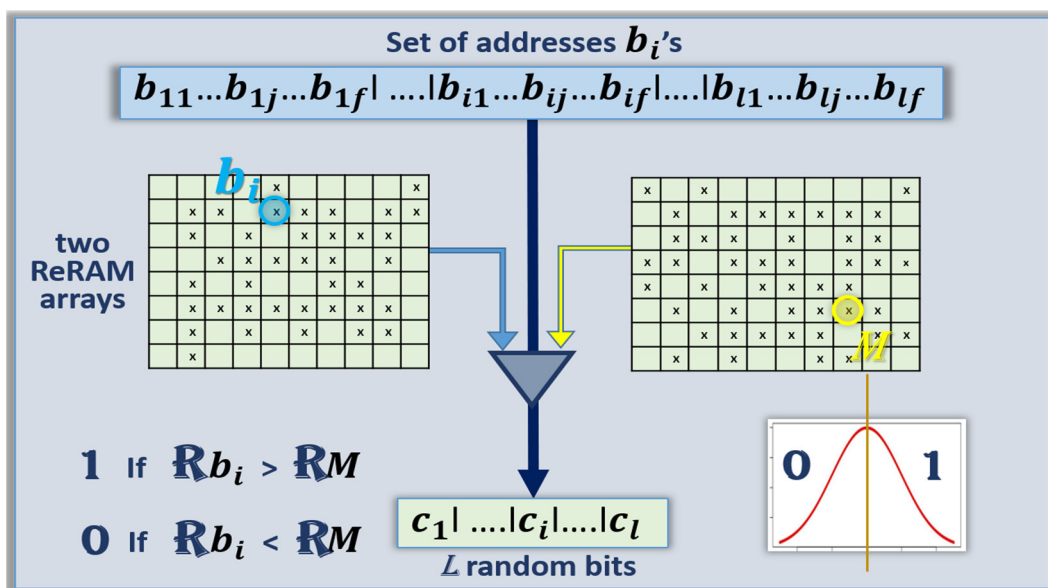 Set of addresses bᵢ's
b₁₁...b₁ⱼ...b₁f| ....|bᵢ₁...bᵢⱼ...bᵢf|....|bₗ₁...bₗⱼ...bₗf
bᵢ
two
ReRAM
arrays
M
1 If ℝbᵢ > ℝM
0 If ℝbᵢ < ℝM
0 1
c₁| ....|cᵢ|....|cₗ
L random bits